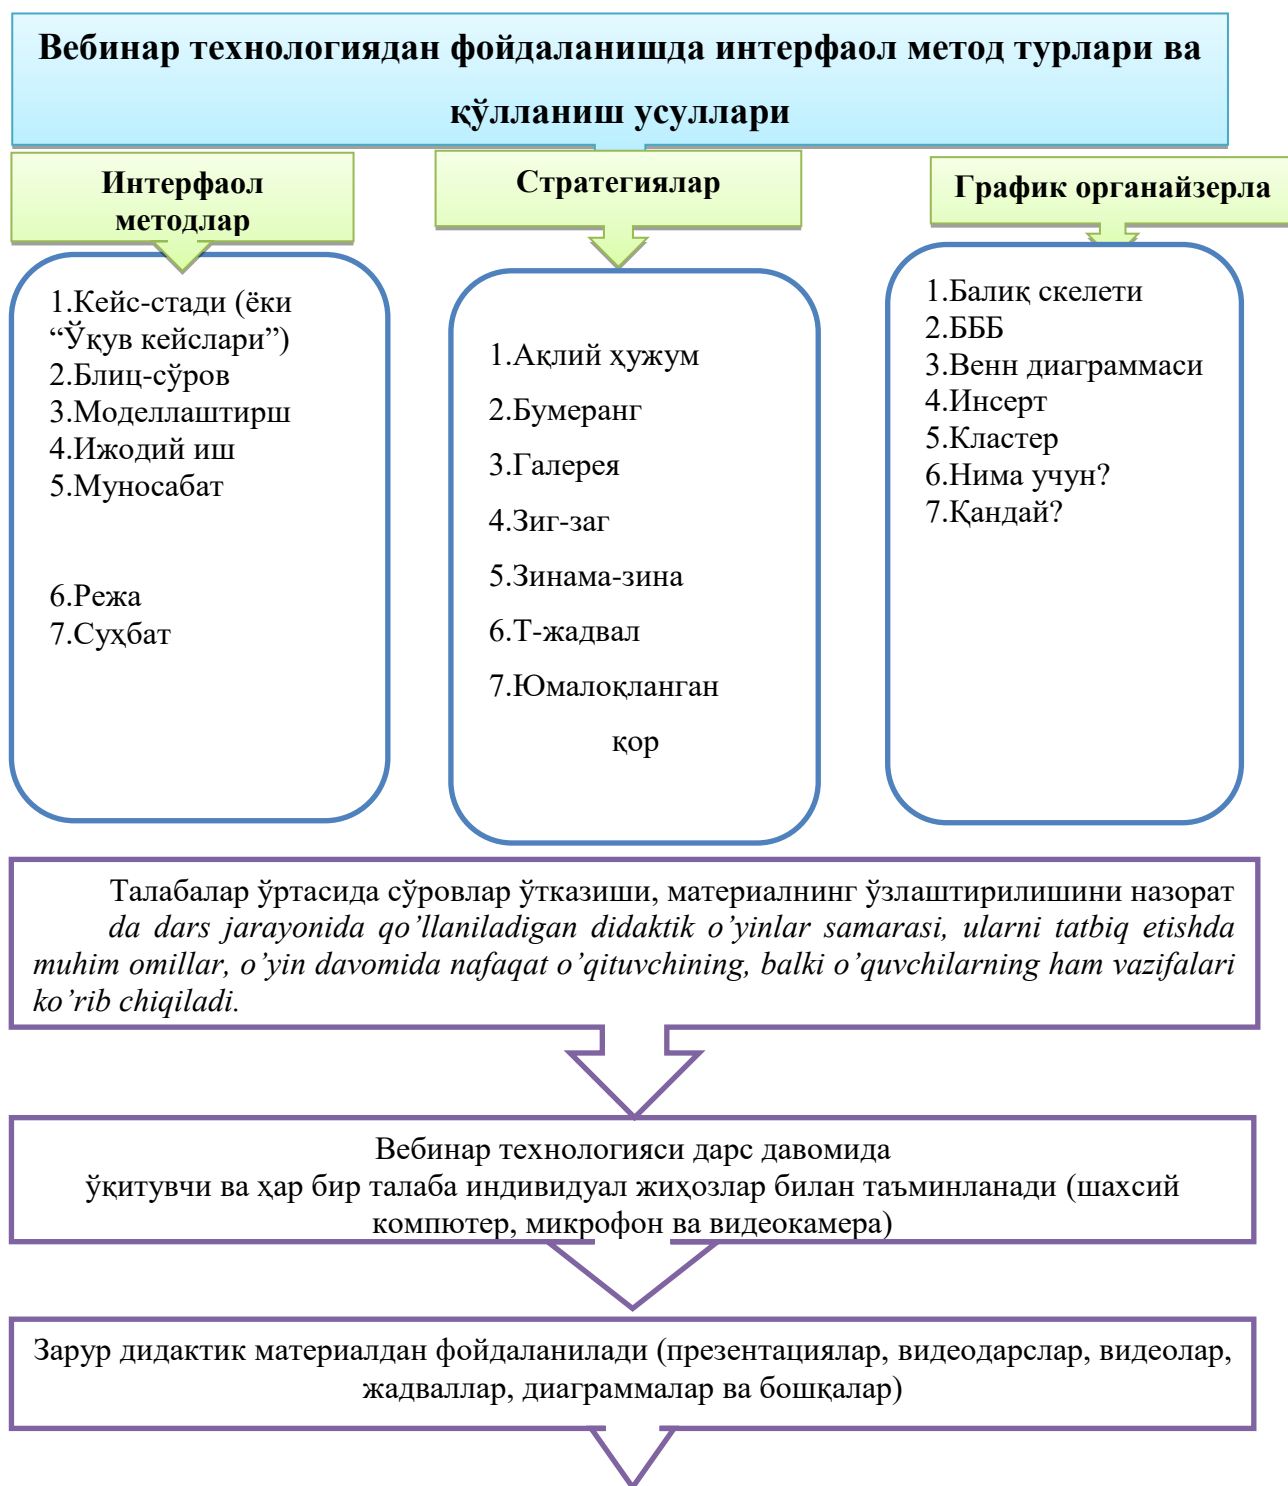 Вебинар технологиядан фойдаланишда интерфаол метод турлари ва
қўлланиш усуллари
Интерфаол
методлар
Стратегиялар
График органайзерла
1.Кейс-стади (ёки
“Ўқув кейслари”)
2.Блиц-сўров
3.Моделлаштирш
4.Ижодий иш
5.Муносабат
6.Режа
7.Суҳбат
1.Ақлий ҳужум
2.Бумеранг
3.Галерея
4.Зиг-заг
5.Зинама-зина
6.Т-жадвал
7.Юмалоқланган
қор
1.Балиқ скелети
2.БББ
3.Венн диаграммаси
4.Инсерт
5.Кластер
6.Нима учун?
7.Қандай?
Талабалар ўртасида сўровлар ўтказиши, материалнинг ўзлаштирилишини назорат
da dars jarayonida qo’llaniladigan didaktik o’yinlar samarasi, ularni tatbiq etishda
muhim omillar, o’yin davomida nafaqat o’qituvchining, balki o’quvchilarning ham vazifalari
ko’rib chiqiladi.
Вебинар технологияси дарс давомида
ўқитувчи ва ҳар бир талаба индивидуал жиҳозлар билан таъминланади (шахсий
компютер, микрофон ва видеокамера)
Зарур дидактик материалдан фойдаланилади (презентациялар, видеодарслар, видеолар,
жадваллар, диаграммалар ва бошқалар)